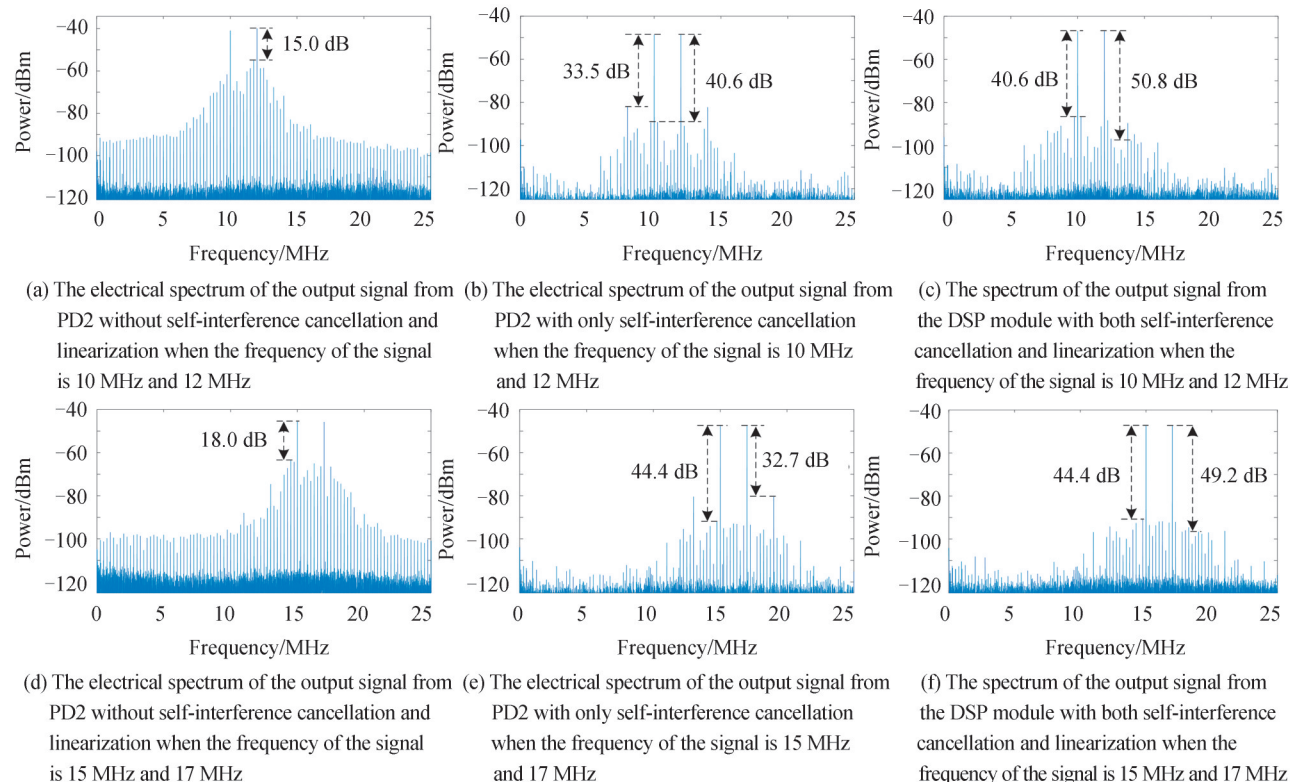 −40
−60
−80
−100
−120
Power/dBm
15.0 dB
0 5 10 15 20 25
Frequency/MHz
(a) The electrical spectrum of the output signal from
PD2 without self-interference cancellation and
linearization when the frequency of the signal
is 10 MHz and 12 MHz
−40
−60
−80
−100
−120
Power/dBm
33.5 dB
40.6 dB
0 5 10 15 20 25
Frequency/MHz
(b) The electrical spectrum of the output signal from
PD2 with only self-interference cancellation
when the frequency of the signal is 10 MHz
and 12 MHz
−40
−60
−80
−100
−120
Power/dBm
40.6 dB
50.8 dB
0 5 10 15 20 25
Frequency/MHz
(c) The spectrum of the output signal from
the DSP module with both self-interference
cancellation and linearization when the
frequency of the signal is 10 MHz and 12 MHz
−40
−60
−80
−100
−120
Power/dBm
18.0 dB
0 5 10 15 20 25
Frequency/MHz
(d) The electrical spectrum of the output signal from
PD2 without self-interference cancellation and
linearization when the frequency of the signal
is 15 MHz and 17 MHz
−40
−60
−80
−100
−120
Power/dBm
44.4 dB
32.7 dB
0 5 10 15 20 25
Frequency/MHz
(e) The electrical spectrum of the output signal from
PD2 with only self-interference cancellation
when the frequency of the signal is 15 MHz
and 17 MHz
−40
−60
−80
−100
−120
Power/dBm
44.4 dB
49.2 dB
0 5 10 15 20 25
Frequency/MHz
(f) The spectrum of the output signal from
the DSP module with both self-interference
cancellation and linearization when the
frequency of the signal is 15 MHz and 17 MHz